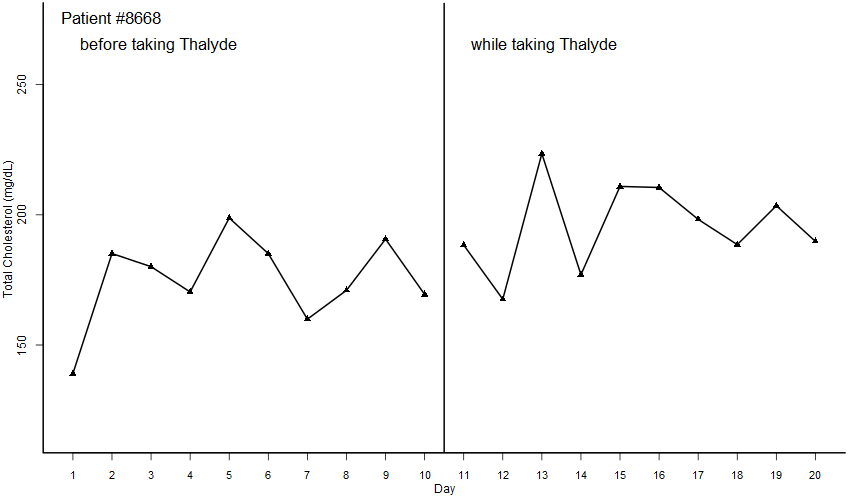 Patient #8668
before taking Thalyde
while taking Thalyde
Total Cholesterol (mg/dL)
250
200
150
1 2 3 4 5 6 7 8 9 10 11 12 13 14 15 16 17 18 19 20
Day